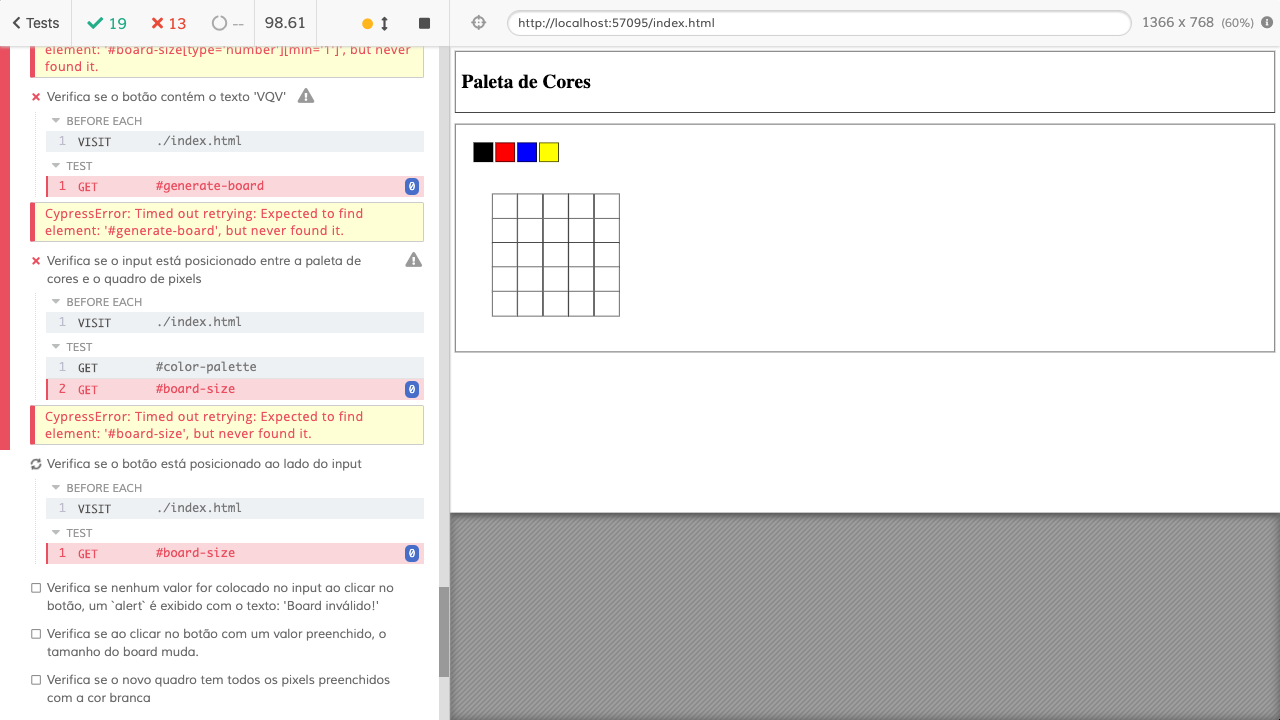 Tests
19
13
--
98.61
http://localhost:57095/index.html
1366 x 768 (60%)
element: '#board-size[type='number'][min='1']', but never
found it.
Verifica se o botão contém o texto 'VQV'
BEFORE EACH
1 VISIT ./index.html
TEST
1 GET #generate-board 0
CypressError: Timed out retrying: Expected to find
element: '#generate-board', but never found it.
Verifica se o input está posicionado entre a paleta de
cores e o quadro de pixels
BEFORE EACH
1 VISIT ./index.html
TEST
1 GET #color-palette
2 GET #board-size 0
CypressError: Timed out retrying: Expected to find
element: '#board-size', but never found it.
Verifica se o botão está posicionado ao lado do input
BEFORE EACH
1 VISIT ./index.html
TEST
1 GET #board-size 0
Verifica se nenhum valor for colocado no input ao clicar no
botão, um `alert` é exibido com o texto: 'Board inválido!'
Verifica se ao clicar no botão com um valor preenchido, o
tamanho do board muda.
Verifica se o novo quadro tem todos os pixels preenchidos
com a cor branca
Paleta de Cores